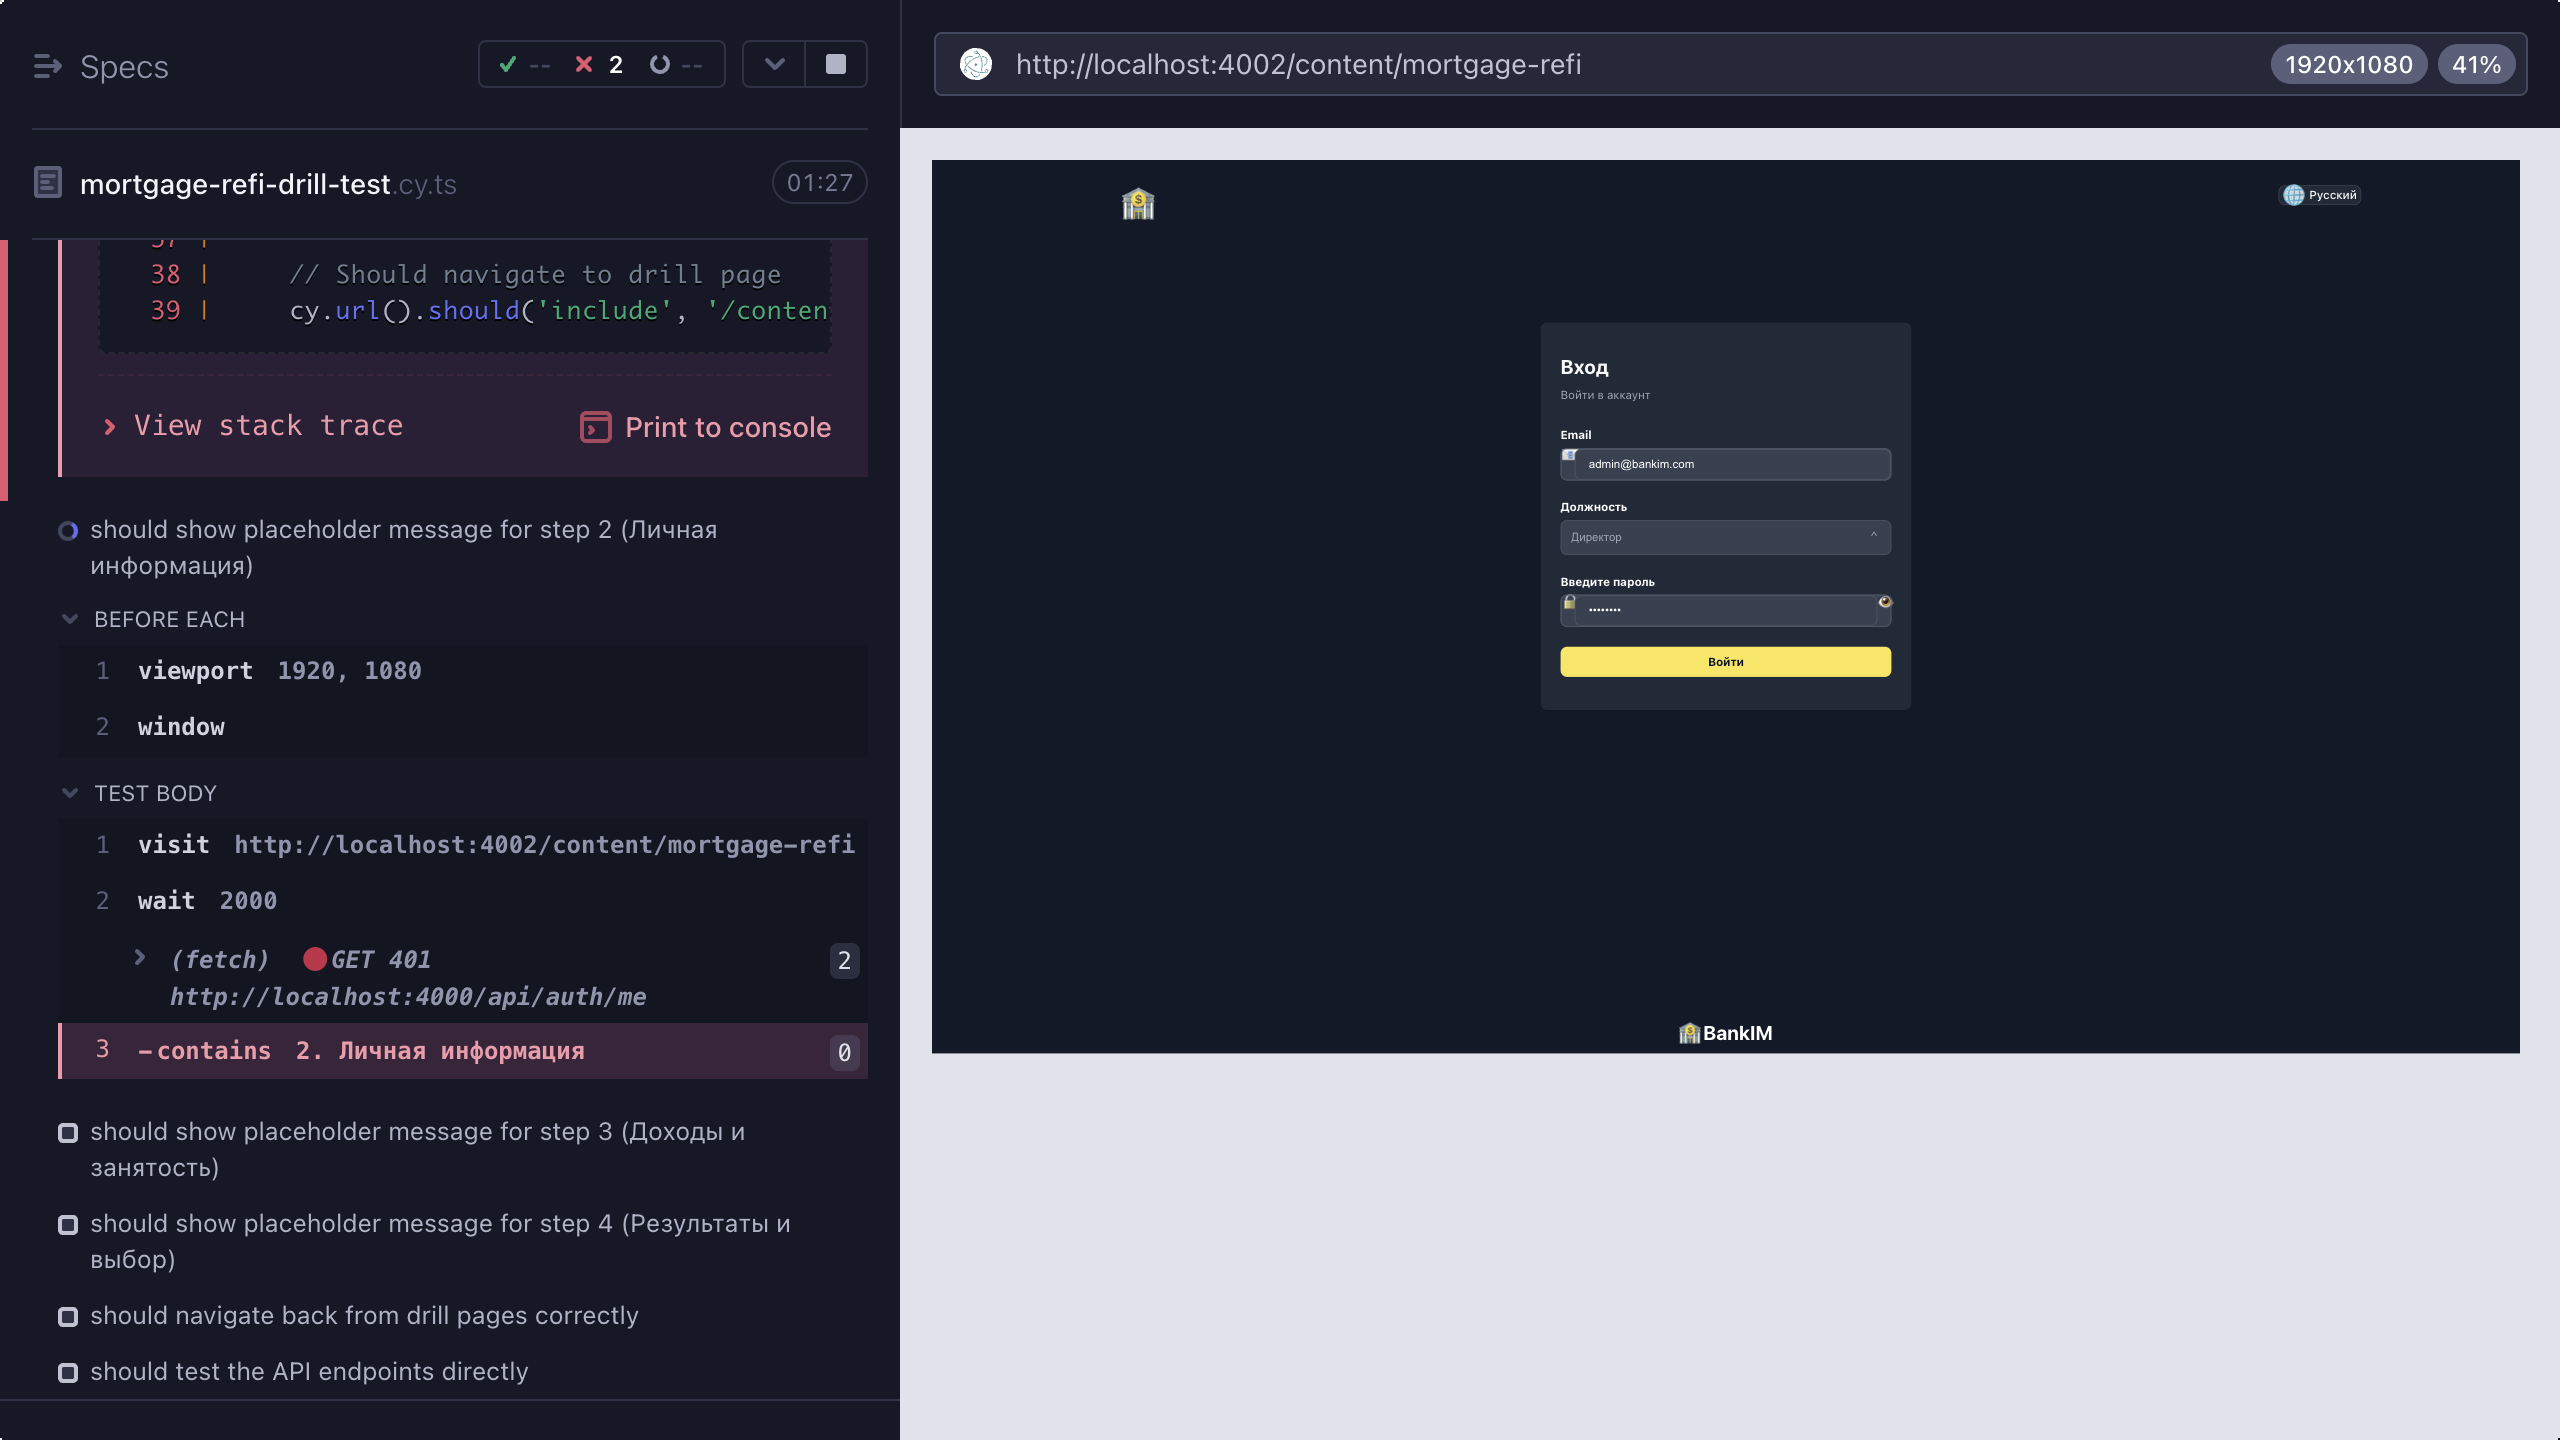 Specs
-- 2 --
mortgage-refi-drill-test.cy.ts
01:27
37 |
38 | // Should navigate to drill page
39 | cy.url().should('include', '/conten
View stack trace
Print to console
should show placeholder message for step 2 (Личная
информация)
BEFORE EACH
1 viewport 1920, 1080
2 window
TEST BODY
1 visit http://localhost:4002/content/mortgage-refi
2 wait 2000
(fetch) GET 401
2
http://localhost:4000/api/auth/me
3 -contains 2. Личная информация
0
should show placeholder message for step 3 (Доходы и
занятость)
should show placeholder message for step 4 (Результаты и
выбор)
should navigate back from drill pages correctly
should test the API endpoints directly
http://localhost:4002/content/mortgage-refi
1920x1080
41%
Русский
Вход
Войти в аккаунт
Email
admin@bankim.com
Должность
Директор
Введите пароль
••••••••
Войти
BankIM